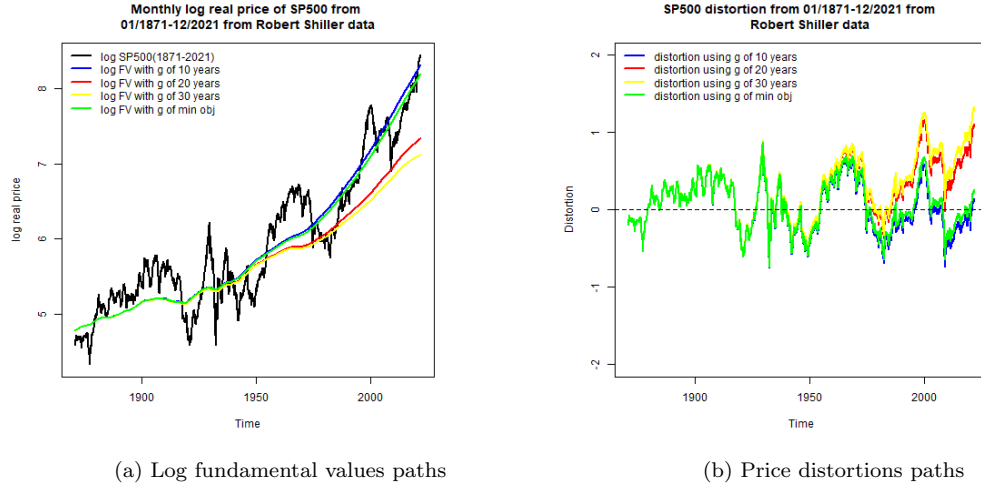 Monthly log real price of SP500 from
01/1871-12/2021 from Robert Shiller data
log SP500(1871-2021)
log FV with g of 10 years
log FV with g of 20 years
log FV with g of 30 years
log FV with g of min obj
log real price
8
7
6
5
1900
1950
2000
Time
(a) Log fundamental values paths
SP500 distortion from 01/1871-12/2021 from
Robert Shiller data
distortion using g of 10 years
distortion using g of 20 years
distortion using g of 30 years
distortion using g of min obj
Distortion
2
1
0
-1
-2
1900
1950
2000
Time
(b) Price distortions paths